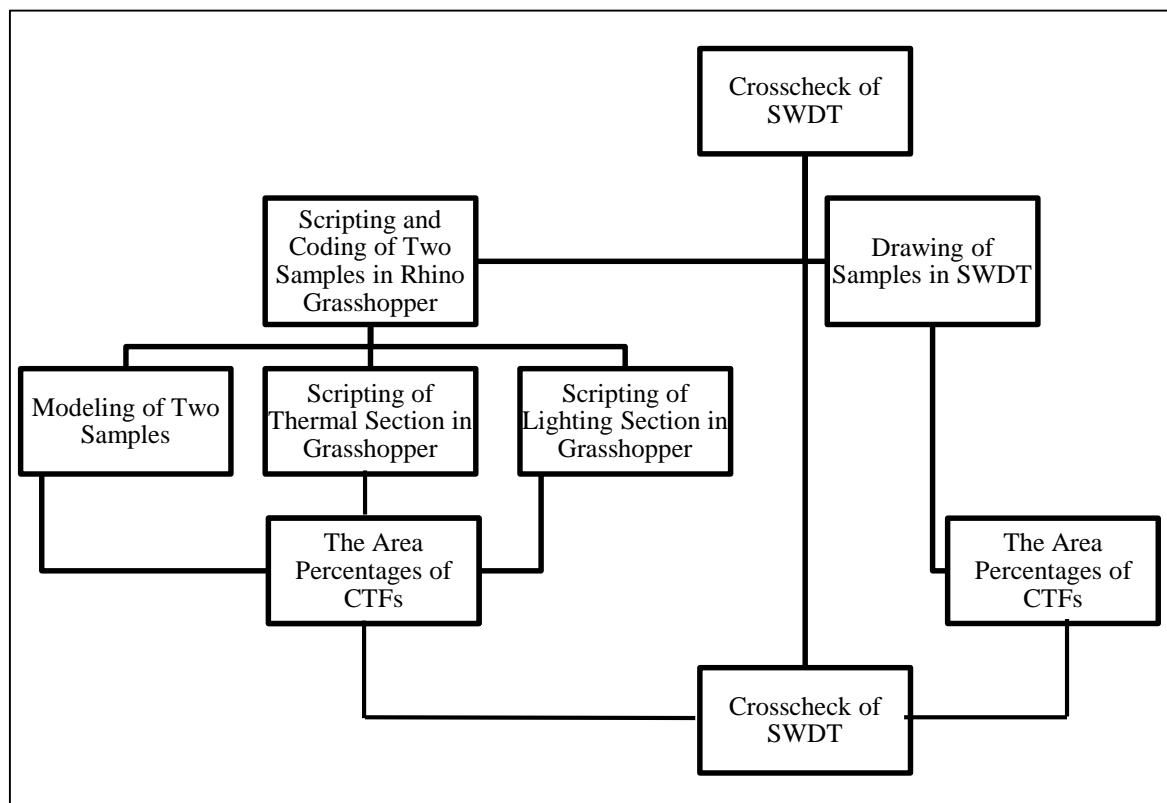 Crosscheck of
SWDT
Scripting and
Coding of Two
Samples in Rhino
Grasshopper
Drawing of
Samples in SWDT
Modeling of Two
Samples
Scripting of
Thermal Section in
Grasshopper
Scripting of
Lighting Section in
Grasshopper
The Area
Percentages of
CTFs
The Area
Percentages of
CTFs
Crosscheck of
SWDT